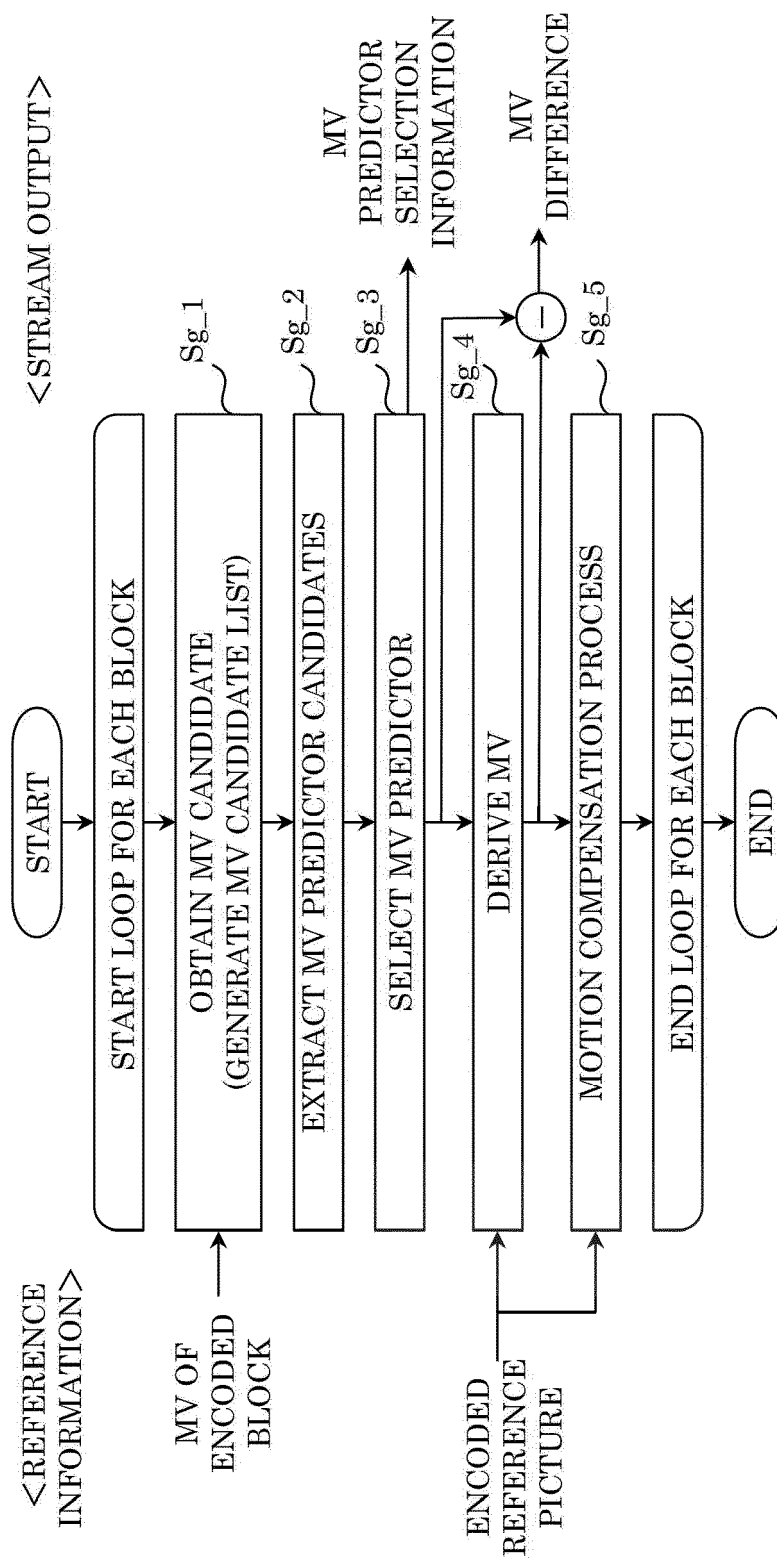 <REFERENCE
INFORMATION>
<STREAM OUTPUT>
START
START LOOP FOR EACH BLOCK
MV OF
ENCODED
BLOCK
OBTAIN MV CANDIDATE
(GENERATE MV CANDIDATE LIST)
Sg_1
EXTRACT MV PREDICTOR CANDIDATES
Sg_2
SELECT MV PREDICTOR
Sg_3
MV
PREDICTOR
SELECTION
INFORMATION
ENCODED
REFERENCE
PICTURE
DERIVE MV
Sg_4
−
MV
DIFFERENCE
MOTION COMPENSATION PROCESS
Sg_5
END LOOP FOR EACH BLOCK
END